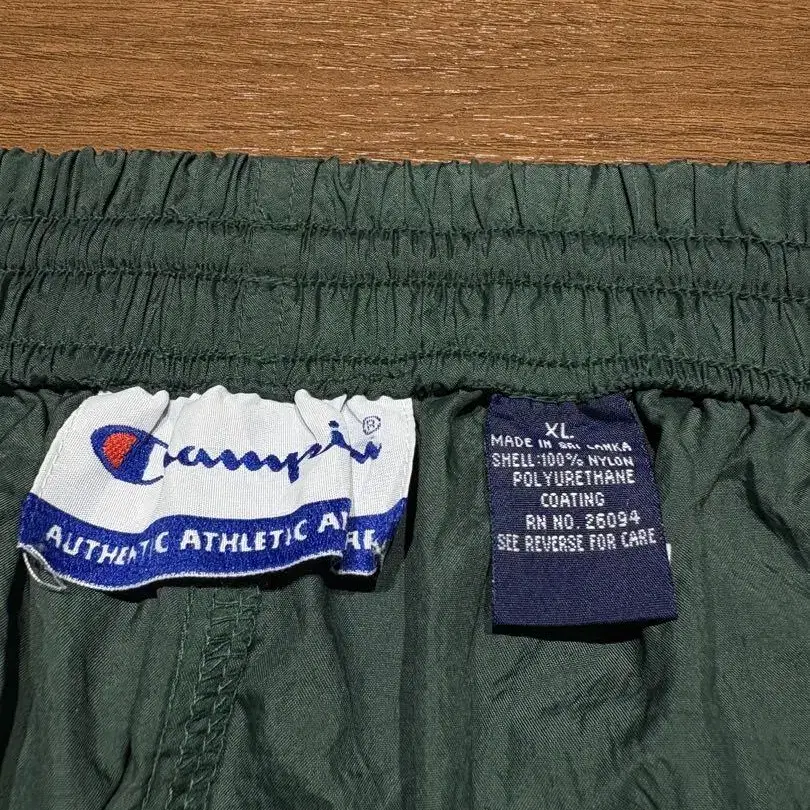 Champion®
AUTHENTIC ATHLETIC APPAREL
XL
MADE IN SRI LANKA
SHELL:100% NYLON
POLYURETHANE
COATING
RN NO. 26094
SEE REVERSE FOR CARE